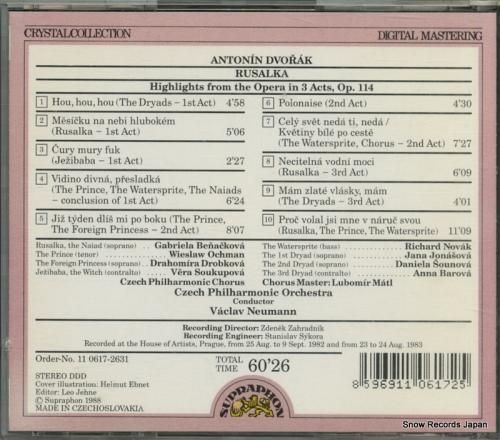 CRYSTALCOLLECTION
DIGITAL MASTERING
ANTONÍN DVOŘÁK
RUSALKA
Highlights from the Opera in 3 Acts, Op. 114
1 Hou, hou, hou (The Dryads – 1st Act) 4'58
2 Měsíčku na nebi hlubokém
(Rusalka – 1st Act) 5'06
3 Čury mury fuk
(Ježibaba – 1st Act) 2'27
4 Vidino divná, přesladká
(The Prince, The Watersprite, The Naiads
– conclusion of 1st Act) 6'24
5 Již týden dlíš mi po boku (The Prince,
The Foreign Princess – 2nd Act) 8'07
6 Polonaise (2nd Act) 4'30
7 Celý svět nedá ti, nedá /
Květiny bílé po cestě
(The Watersprite, Chorus – 2nd Act) 7'27
8 Necitelná vodní moci
(Rusalka – 3rd Act) 6'09
9 Mám zlaté vlásky, mám
(The Dryads – 3rd Act) 4'01
10 Proč volal jsi mne v náruč svou
(Rusalka, The Prince, The Watersprite) 11'09
Rusalka, the Naiad (soprano) . . . . Gabriela Beňačková
The Prince (tenor) . . . . Wieslaw Ochman
The Foreign Princess (soprano) . . Drahomíra Drobková
Ježibaba, the Witch (contralto) . . . . Věra Soukupová
The Watersprite (bass) . . . . Richard Novák
The 1st Dryad (soprano) . . . . Jana Jonášová
The 2nd Dryad (soprano) . . . . Daniela Šounová
The 3rd Dryad (contralto) . . . . Anna Barová
Czech Philharmonic Chorus
Chorus Master: Lubomír Mátl
Czech Philharmonic Orchestra
Conductor
Václav Neumann
Recording Director: Zdeněk Zahradník
Recording Engineer: Stanislav Sýkora
Recorded at the House of Artists, Prague, from 25 Aug. to 9 Sept. 1982 and from 23 to 24 Aug. 1983
Order-No. 11 0617-2631
TOTAL TIME 60'26
STEREO DDD
Cover illustration: Helmut Ebnet
Editor: Leo Jehne
© Supraphon 1988
MADE IN CZECHOSLOVAKIA
SUPRAPHON
8 596911 061725
Snow Records Japan
www.snowrecords.jp